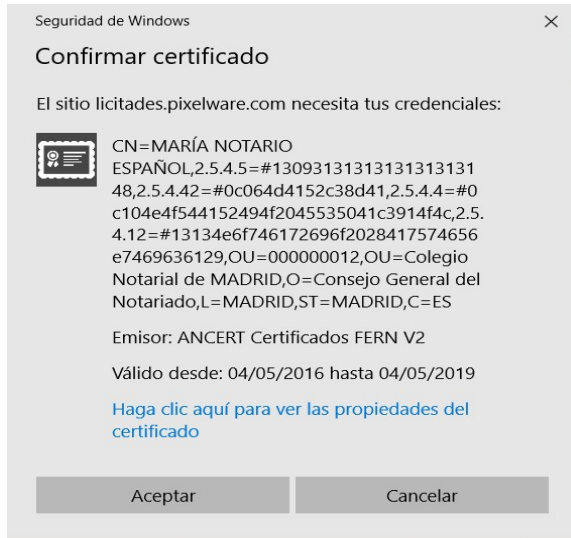 Seguridad de Windows
Confirmar certificado
El sitio licitades.pixelware.com necesita tus credenciales:
CN=MARÍA NOTARIO
ESPAÑOL,2.5.4.5=#130931313131313131
48,2.5.4.42=#0c064d4152c38d41,2.5.4.4=#0
c104e4f544152494f2045535041c3914f4c,2.5.
4.12=#13134e6f746172696f2028417574656
e7469636129,OU=000000012,OU=Colegio
Notarial de MADRID,O=Consejo General del
Notariado,L=MADRID,ST=MADRID,C=ES
Emisor: ANCERT Certificados FERN V2
Válido desde: 04/05/2016 hasta 04/05/2019
Haga clic aquí para ver las propiedades del
certificado
Aceptar
Cancelar